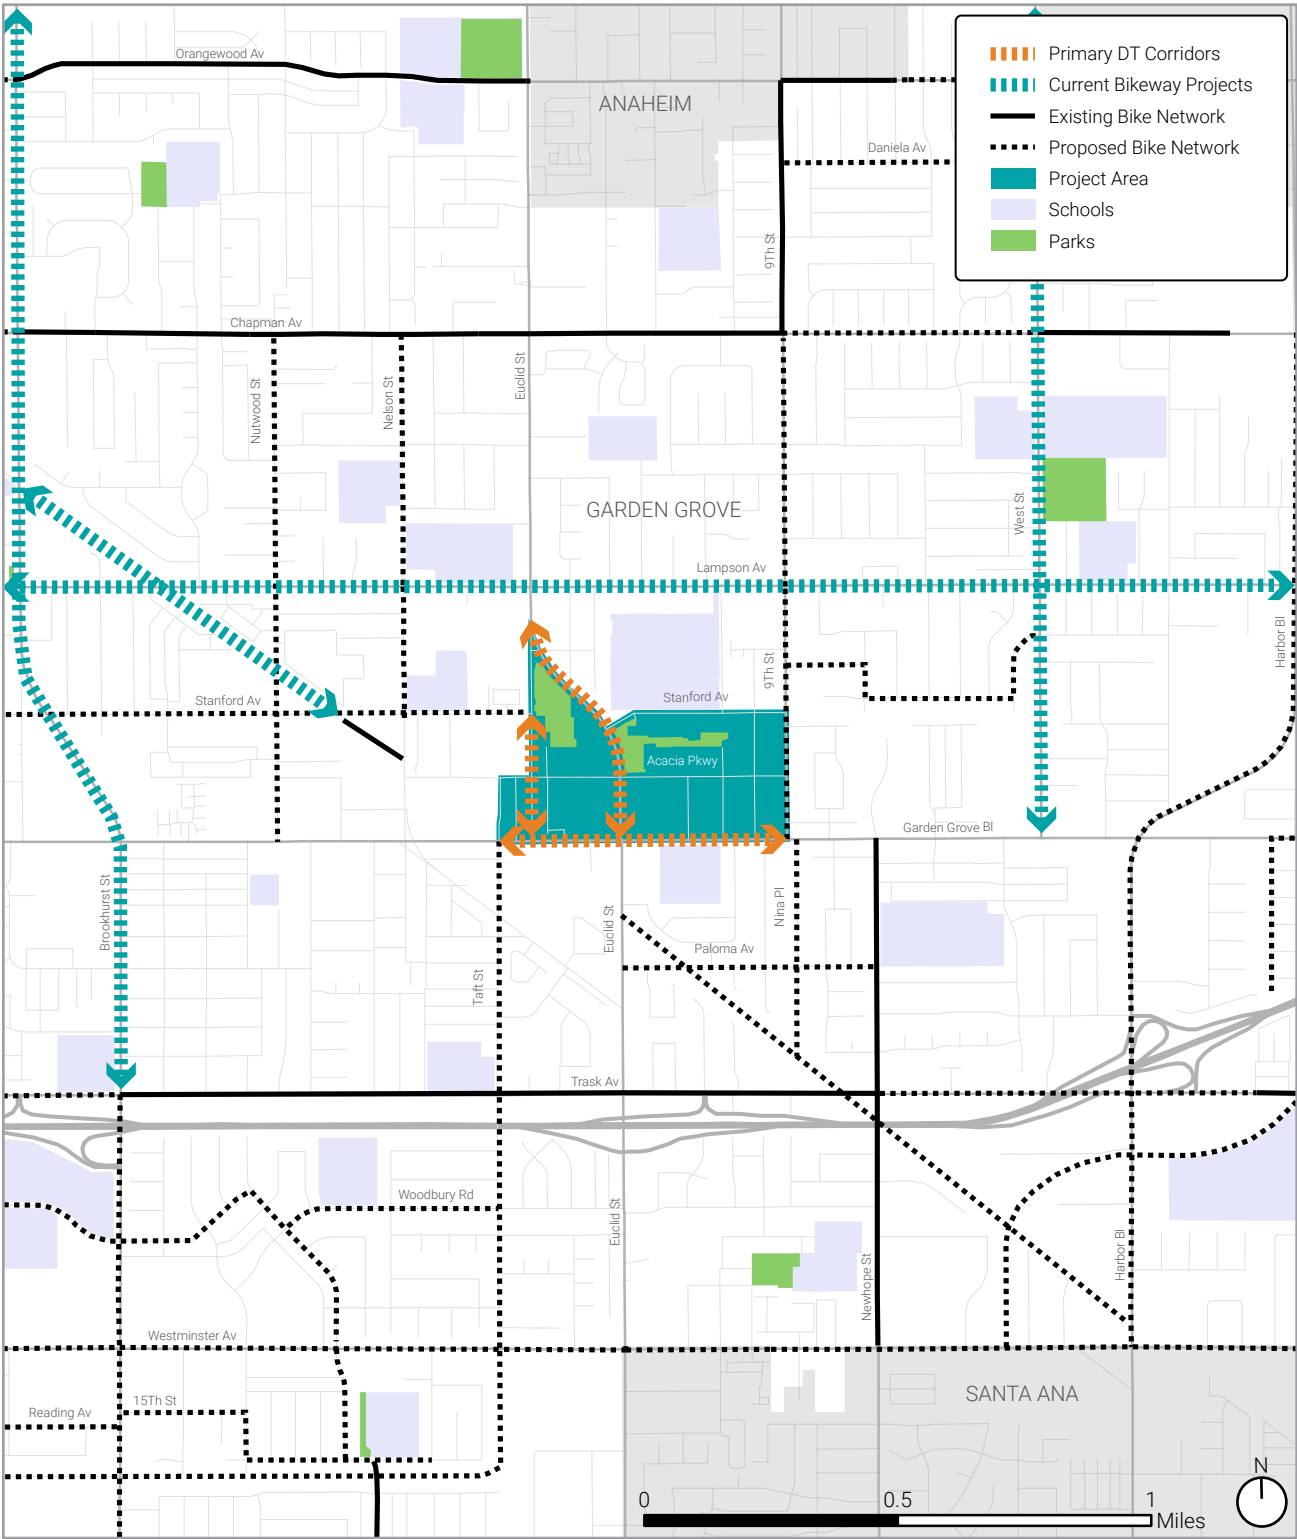 Orangewood Av
ANAHEIM
Primary DT Corridors
Current Bikeway Projects
Existing Bike Network
Proposed Bike Network
Project Area
Schools
Parks
Daniela Av
9Th St
Chapman Av
Nutwood St
Nelson St
Euclid St
GARDEN GROVE
West St
Lampson Av
Harbor Bl
9Th St
Stanford Av
Stanford Av
Acacia Pkwy
Garden Grove Bl
Brookhurst St
Euclid St
Nina Pl
Paloma Av
Taft St
Trask Av
Woodbury Rd
Euclid St
Newhope St
Harbor Bl
Westminster Av
SANTA ANA
15Th St
Reading Av
N
0
0.5
1
Miles